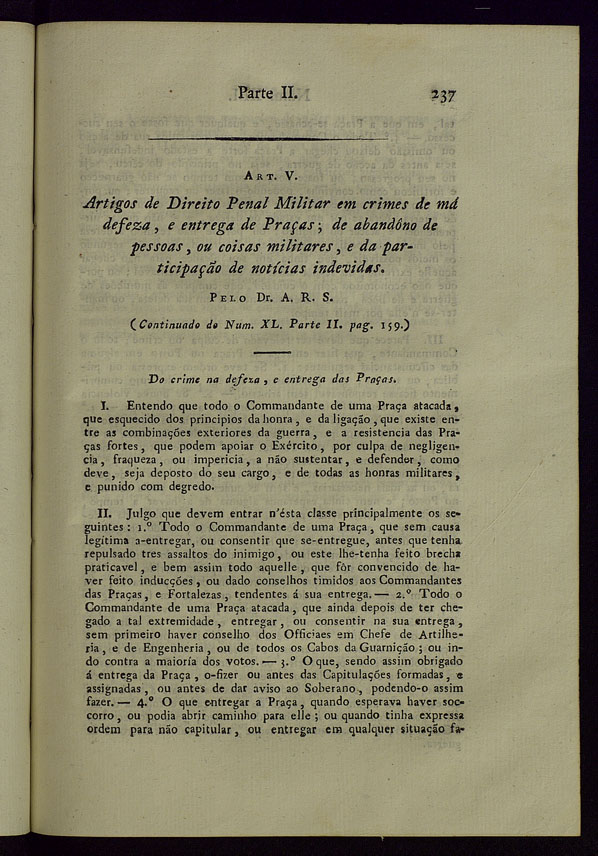 Parte II. 237
ART. V.
Artigos de Direito Penal Militar em crimes de má
defeza, e entrega de Praças; de abandôno de
pessoas, ou coisas militares, e da par-
ticipação de notícias indevidas.
PELO Dr. A. R. S.
(Continuado do Num. XL. Parte II. pag. 159.)
Do crime na defeza, e entrega das Praças.
I. Entendo que todo o Commandante de uma Praça atacada,
que esquecido dos principios da honra, e da ligação, que existe en-
tre as combinações exteriores da guerra, e a resistencia das Pra-
ças fortes, que podem apoiar o Exército, por culpa de negligen-
cia, fraqueza, ou impericia, a não sustentar, e defender, como
deve, seja deposto do seu cargo, e de todas as honras militares,
e punido com degredo.
II. Julgo que devem entrar n'ésta classe principalmente os se-
guintes: 1.º Todo o Commandante de uma Praça, que sem causa
legitima a-entregar, ou consentir que se-entregue, antes que tenha
repulsado tres assaltos do inimigo, ou este lhe-tenha feito brecha
praticavel, e bem assim todo aquelle, que fôr convencido de ha-
ver feito inducções, ou dado conselhos timidos aos Commandantes
das Praças, e Fortalezas, tendentes á sua entrega. — 2.º Todo o
Commandante de uma Praça atacada, que ainda depois de ter che-
gado a tal extremidade, entregar, ou consentir na sua entrega,
sem primeiro haver conselho dos Officiaes em Chefe de Artilhe-
ria, e de Engenheria, ou de todos os Cabos da Guarnição; ou in-
do contra a maioría dos votos. — 3.º O que, sendo assim obrigado
á entrega da Praça, o-fizer ou antes das Capitulações formadas, e
assignadas, ou antes de dar aviso ao Soberano, podendo-o assim
fazer. — 4.º O que entregar a Praça, quando esperava haver soc-
corro, ou podia abrir caminho para elle; ou quando tinha expressa
ordem para não capitular, ou entregar em qualquer situação fa-